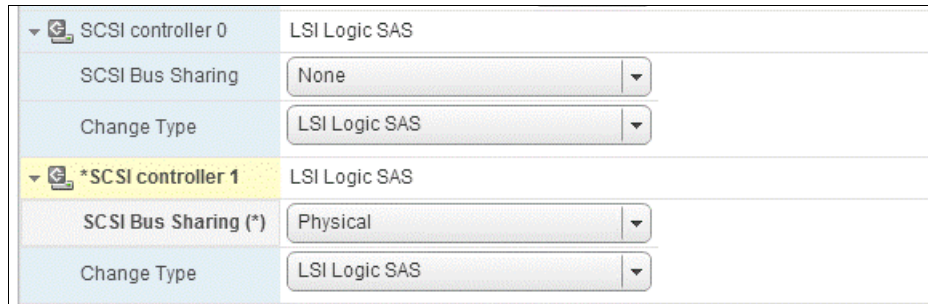 SCSI controller 0 LSI Logic SAS
SCSI Bus Sharing None
Change Type LSI Logic SAS
*SCSI controller 1 LSI Logic SAS
SCSI Bus Sharing (*) Physical
Change Type LSI Logic SAS